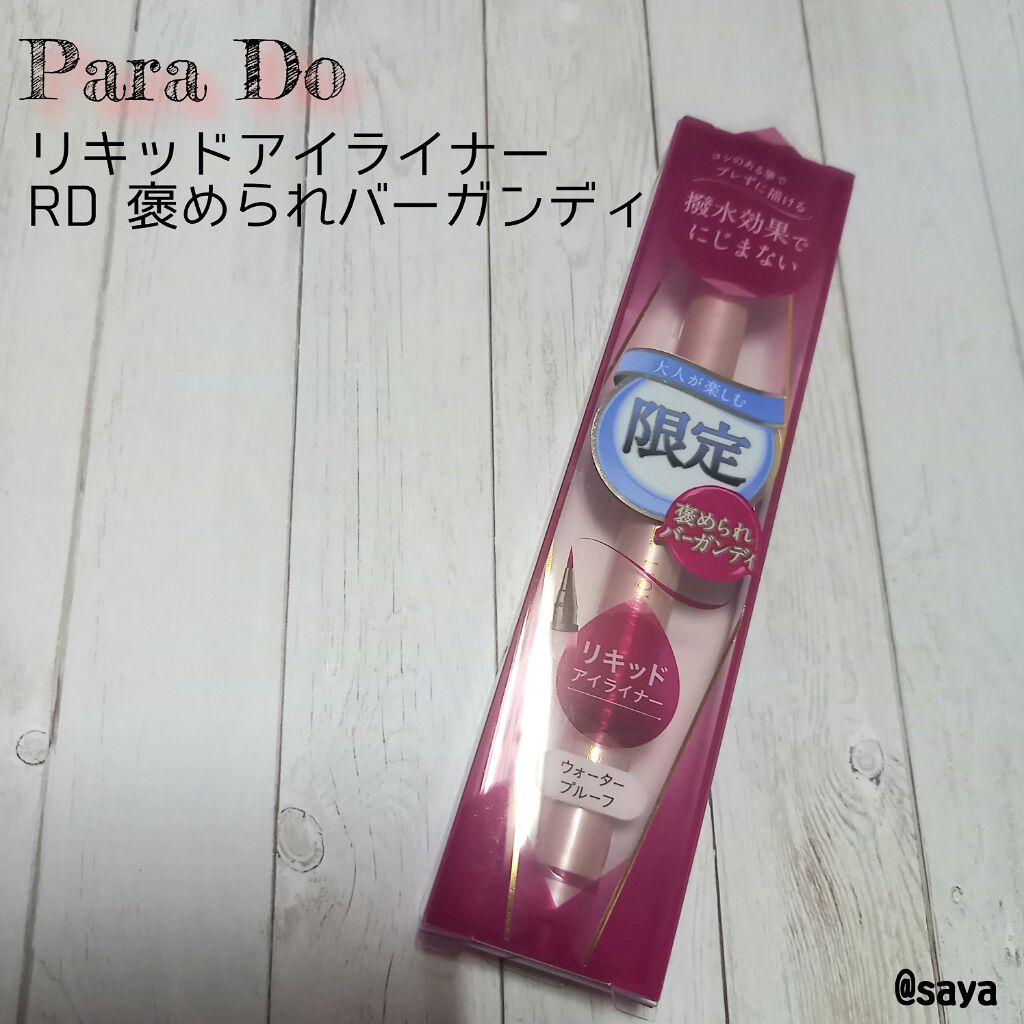 Para Do
リキッドアイライナー
RD 褒められバーガンディ
コシのある筆で
ブレずに描ける
撥水効果で
にじまない
大人が楽しむ
限定
褒められ
バーガンディ
リキッド
アイライナー
ウォーター
プルーフ
@saya